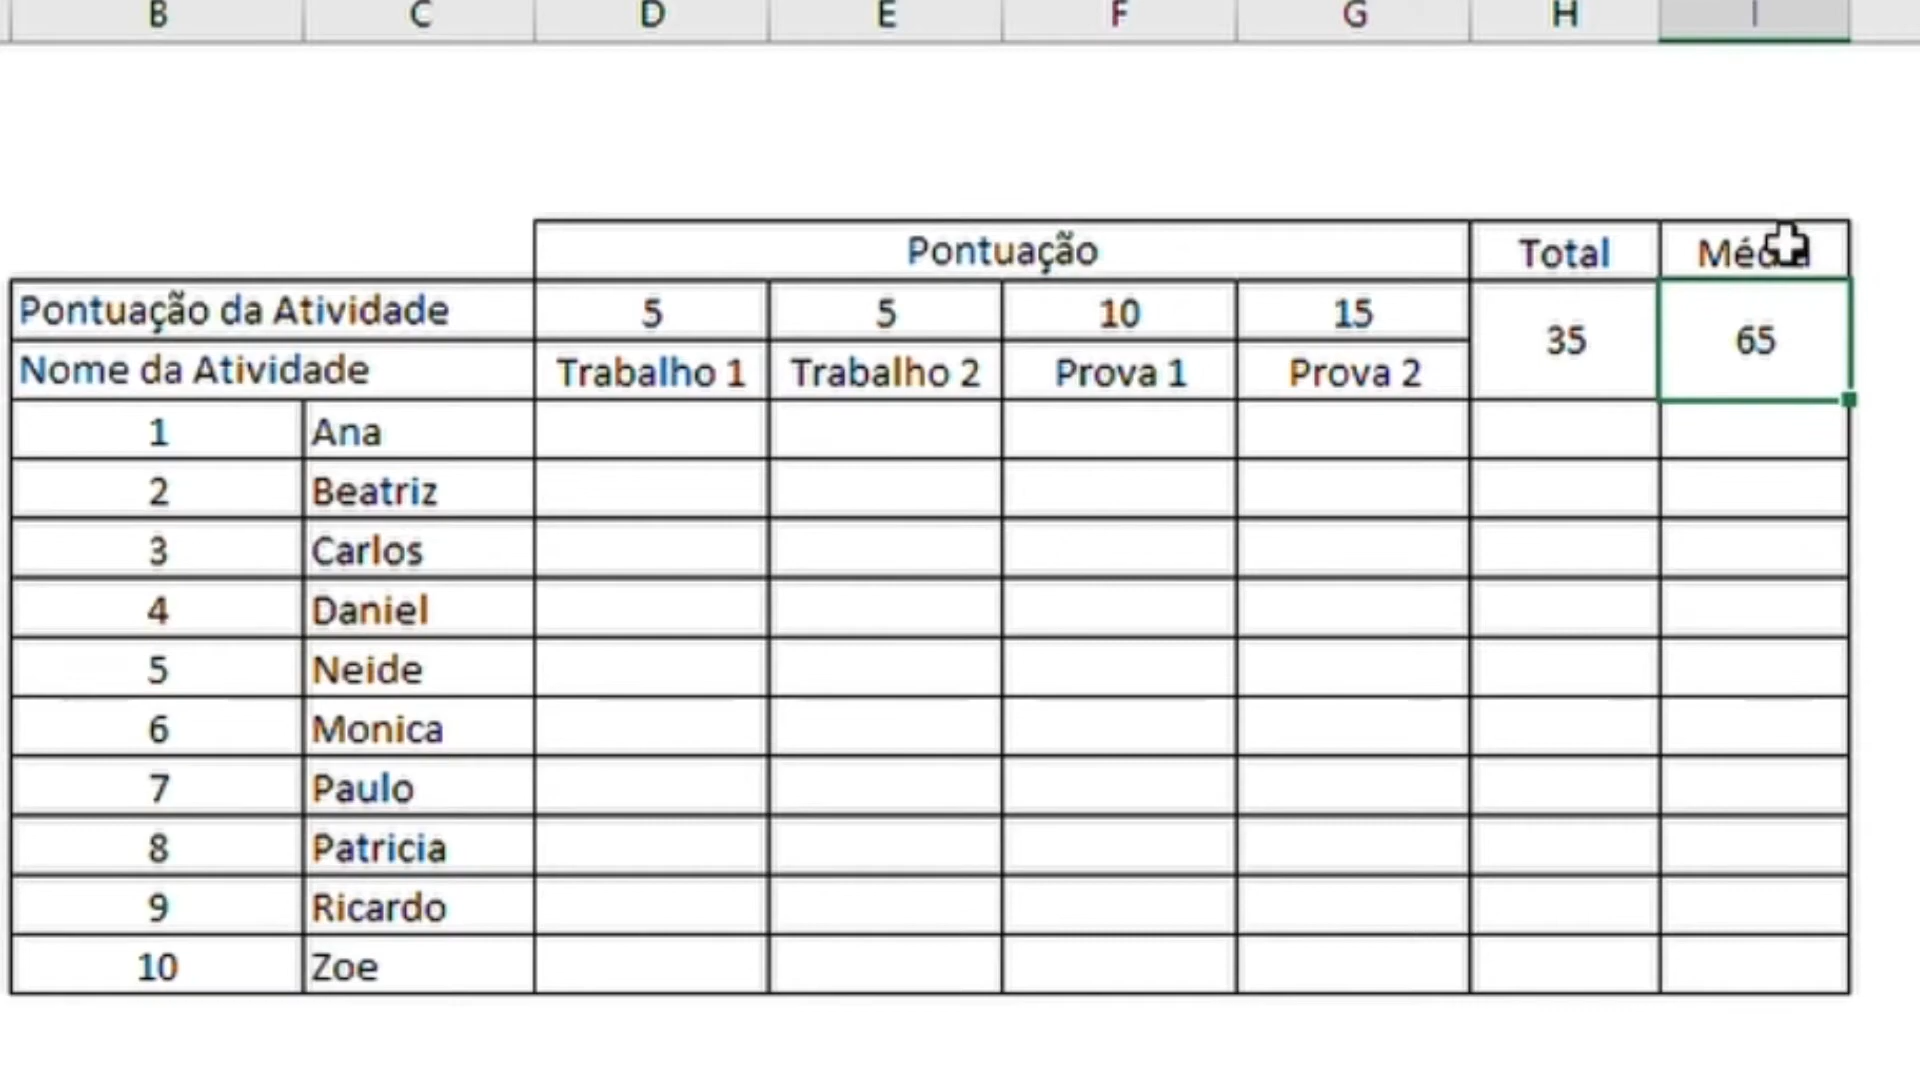 B C D E F G H I
Pontuação Total
Pontuação da Atividade 5 5 10 15 35 65
Nome da Atividade Trabalho 1 Trabalho 2 Prova 1 Prova 2
1 Ana
2 Beatriz
3 Carlos
4 Daniel
5 Neide
6 Monica
7 Paulo
8 Patricia
9 Ricardo
10 Zoe